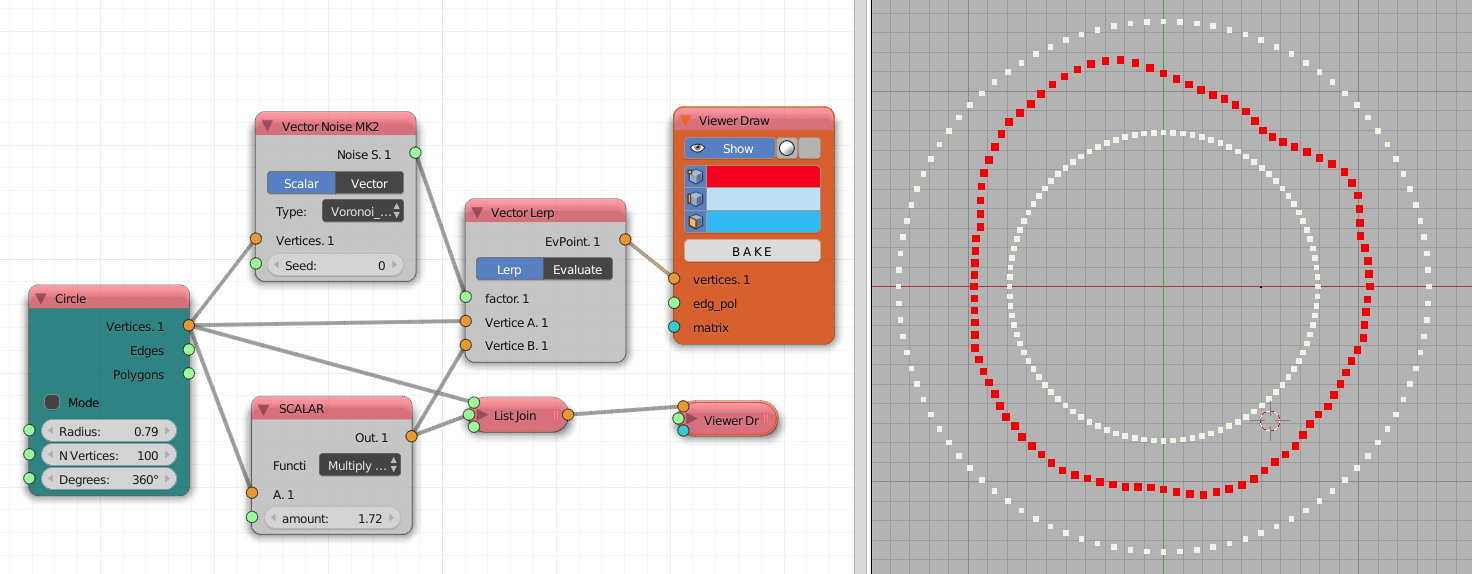 Vector Noise MK2
Noise S. 1
Scalar Vector
Type: Voronoi_...
Vertices. 1
Seed: 0
Circle
Vertices. 1
Edges
Polygons
Mode
Radius: 0.79
N Vertices: 100
Degrees: 360°
SCALAR
Out. 1
Functi Multiply ...
A. 1
amount: 1.72
Vector Lerp
EvPoint. 1
Lerp Evaluate
factor. 1
Vertice A. 1
Vertice B. 1
List Join
Viewer Draw
Show
BAKE
vertices. 1
edg_pol
matrix
Viewer Dr